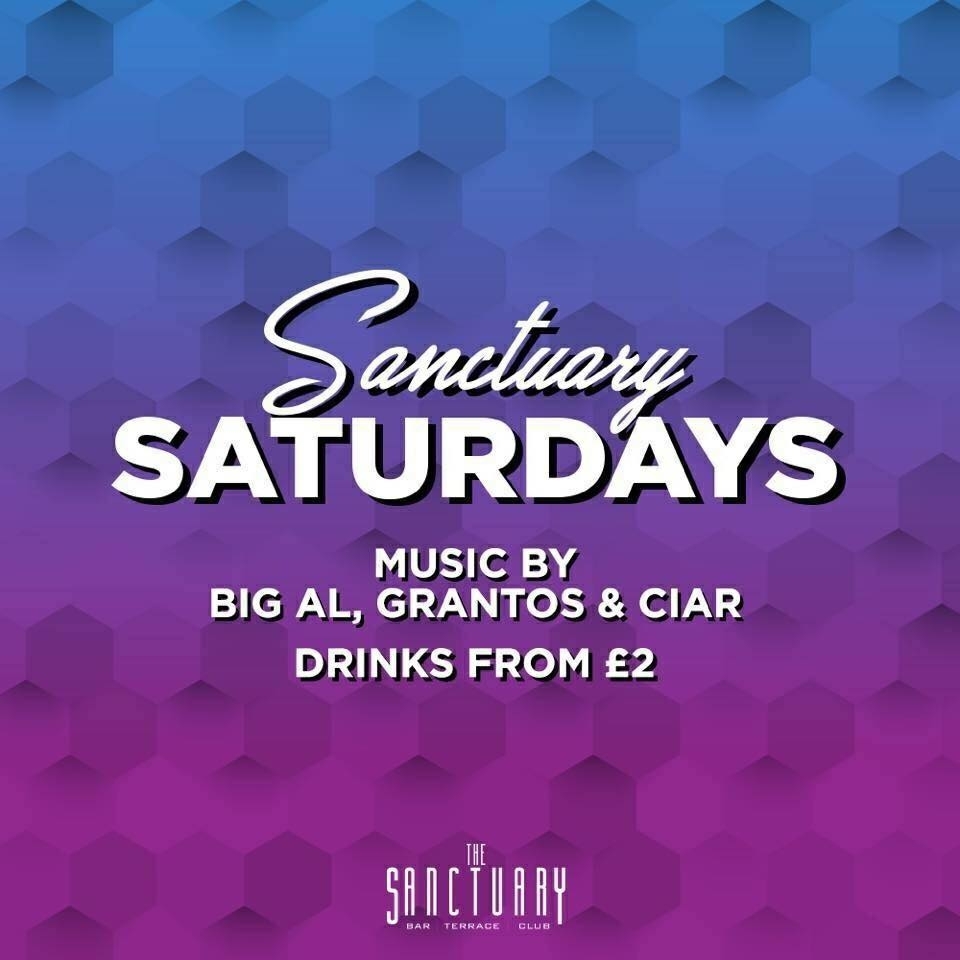 Sanctuary
SATURDAYS
MUSIC BY
BIG AL, GRANTOS & CIAR
DRINKS FROM £2
THE
SANCTUARY
BAR | TERRACE | CLUB